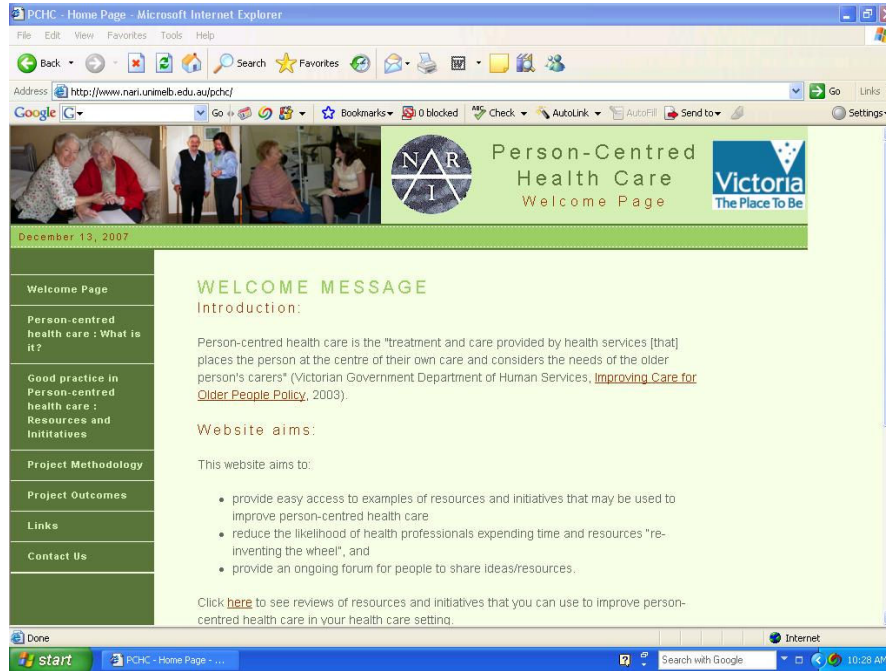 PCHC - Home Page - Microsoft Internet Explorer
File Edit View Favorites Tools Help
Back Search Favorites
Address http://www.nari.unimelb.edu.au/pchc/ Go Links
Google G Go Bookmarks 0 blocked ABC Check AutoLink AutoFill Send to Settings
NARI
Person-Centred
Health Care
Welcome Page
Victoria
The Place To Be
December 13, 2007
Welcome Page
Person-centred
health care : What is
it?
Good practice in
Person-centred
health care :
Resources and
Inititatives
Project Methodology
Project Outcomes
Links
Contact Us
WELCOME MESSAGE
Introduction:
Person-centred health care is the "treatment and care provided by health services [that]
places the person at the centre of their own care and considers the needs of the older
person's carers" (Victorian Government Department of Human Services, Improving Care for
Older People Policy, 2003).
Website aims:
This website aims to:
• provide easy access to examples of resources and initiatives that may be used to
improve person-centred health care
• reduce the likelihood of health professionals expending time and resources "re-
inventing the wheel", and
• provide an ongoing forum for people to share ideas/resources.
Click here to see reviews of resources and initiatives that you can use to improve person-
centred health care in your health care setting.
Done Internet
start PCHC - Home Page - ... Search with Google 10:28 AM